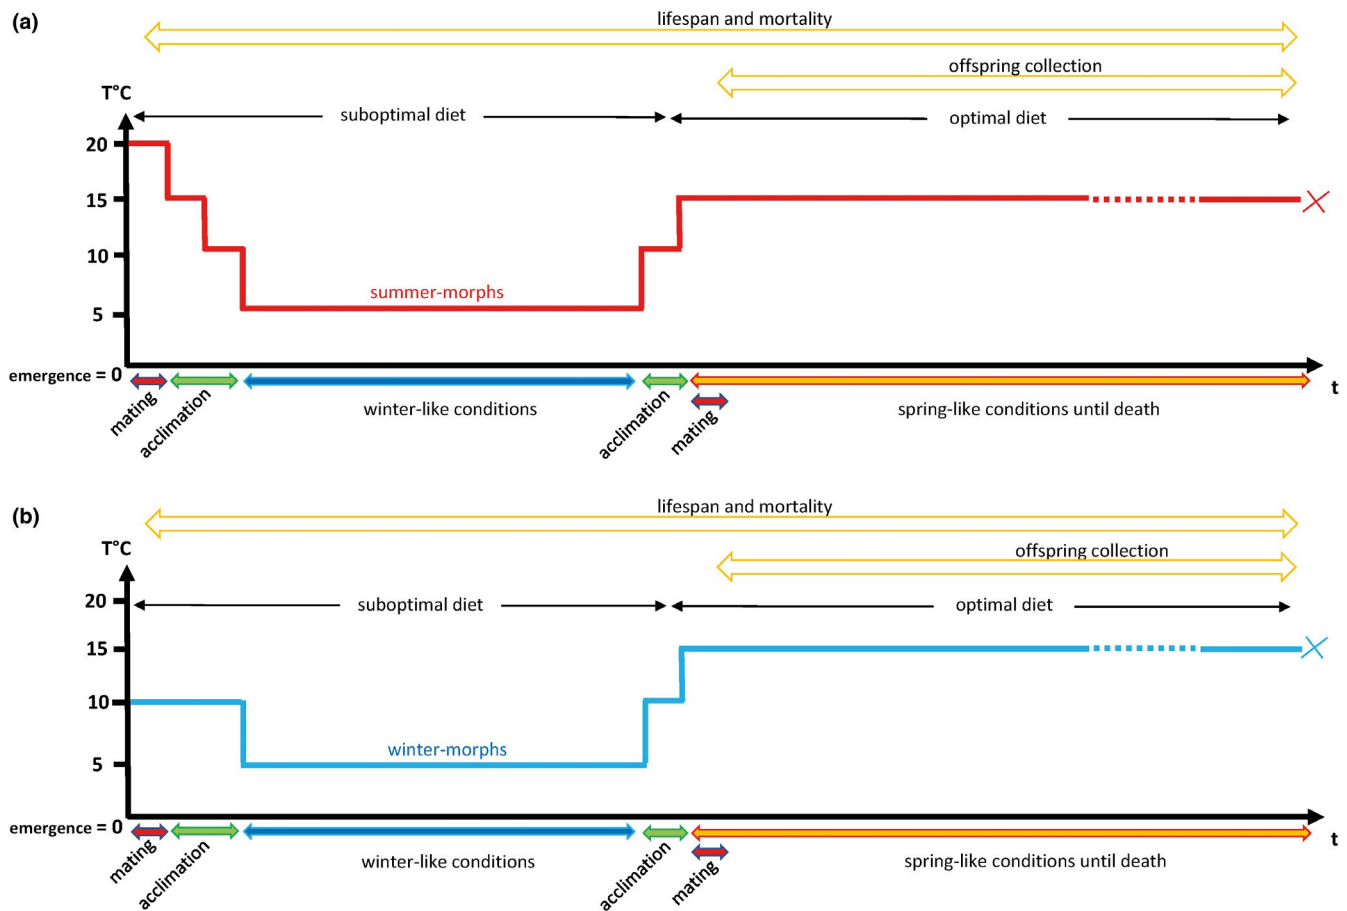 (a)
lifespan and mortality
offspring collection
T°C
suboptimal diet
optimal diet
20
15
10
summer-morphs
5
emergence = 0
t
mating
acclimation
winter-like conditions
acclimation
mating
spring-like conditions until death
(b)
lifespan and mortality
T°C
offspring collection
20
suboptimal diet
optimal diet
15
10
winter-morphs
5
emergence = 0
t
mating
acclimation
winter-like conditions
acclimation
mating
spring-like conditions until death